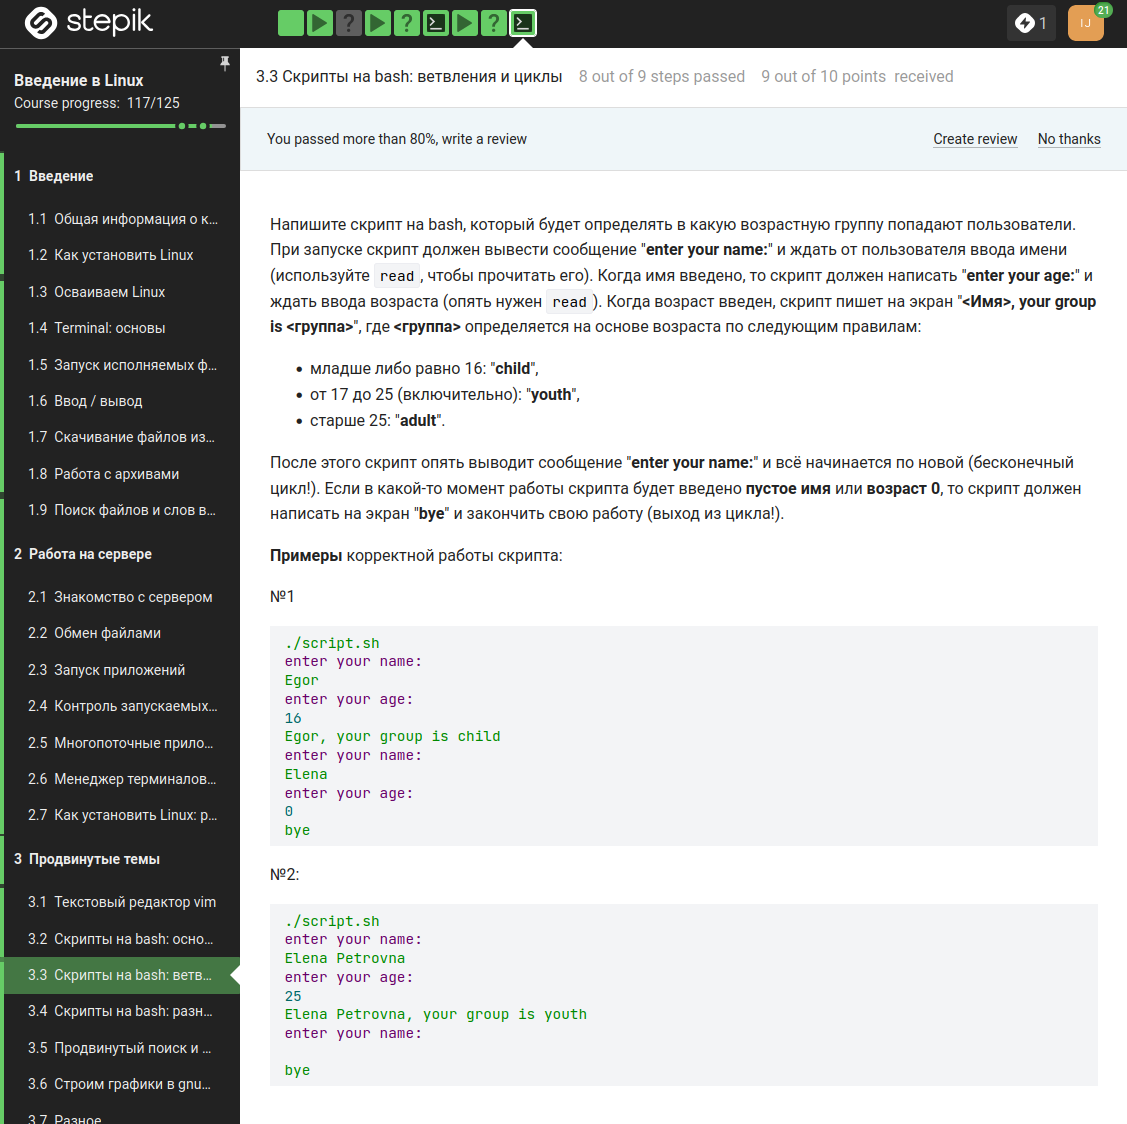 stepik
? ? ?
1
IJ
21
Введение в Linux
Course progress: 117/125
3.3 Скрипты на bash: ветвления и циклы 8 out of 9 steps passed 9 out of 10 points received
You passed more than 80%, write a review Create review No thanks
1 Введение
1.1 Общая информация о к...
1.2 Как установить Linux
1.3 Осваиваем Linux
1.4 Terminal: основы
1.5 Запуск исполняемых ф...
1.6 Ввод / вывод
1.7 Скачивание файлов из...
1.8 Работа с архивами
1.9 Поиск файлов и слов в...
2 Работа на сервере
2.1 Знакомство с сервером
2.2 Обмен файлами
2.3 Запуск приложений
2.4 Контроль запускаемых...
2.5 Многопоточные прило...
2.6 Менеджер терминалов...
2.7 Как установить Linux: р...
3 Продвинутые темы
3.1 Текстовый редактор vim
3.2 Скрипты на bash: осно...
3.3 Скрипты на bash: ветв...
3.4 Скрипты на bash: разн...
3.5 Продвинутый поиск и ...
3.6 Строим графики в gnu...
3.7 Разное
Напишите скрипт на bash, который будет определять в какую возрастную группу попадают пользователи.
При запуске скрипт должен вывести сообщение "enter your name:" и ждать от пользователя ввода имени
(используйте read, чтобы прочитать его). Когда имя введено, то скрипт должен написать "enter your age:" и
ждать ввода возраста (опять нужен read). Когда возраст введен, скрипт пишет на экран "<Имя>, your group
is <группа>", где <группа> определяется на основе возраста по следующим правилам:
• младше либо равно 16: "child",
• от 17 до 25 (включительно): "youth",
• старше 25: "adult".
После этого скрипт опять выводит сообщение "enter your name:" и всё начинается по новой (бесконечный
цикл!). Если в какой-то момент работы скрипта будет введено пустое имя или возраст 0, то скрипт должен
написать на экран "bye" и закончить свою работу (выход из цикла!).
Примеры корректной работы скрипта:
№1
./script.sh
enter your name:
Egor
enter your age:
16
Egor, your group is child
enter your name:
Elena
enter your age:
0
bye
№2:
./script.sh
enter your name:
Elena Petrovna
enter your age:
25
Elena Petrovna, your group is youth
enter your name:
bye